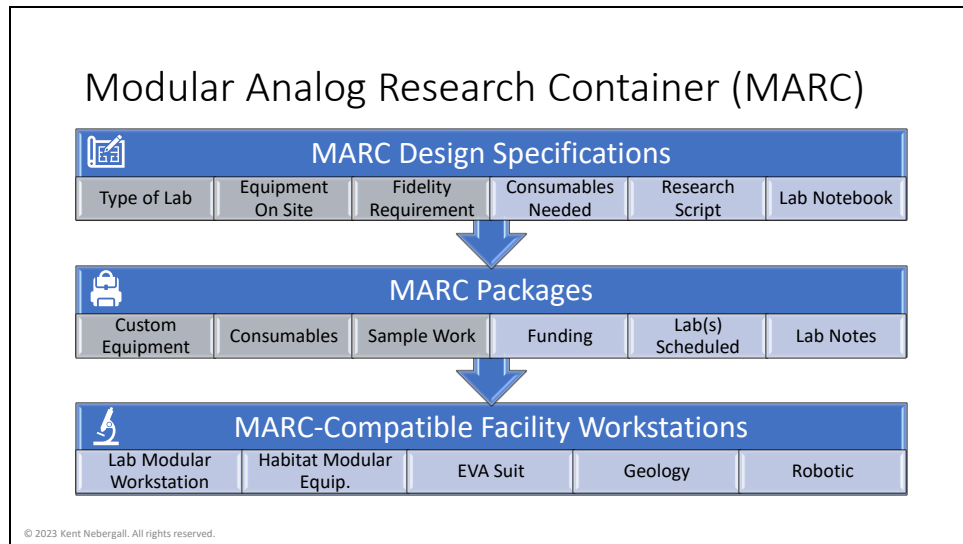 Modular Analog Research Container (MARC)
MARC Design Specifications
Type of Lab
Equipment
On Site
Fidelity
Requirement
Consumables
Needed
Research
Script
Lab Notebook
MARC Packages
Custom
Equipment
Consumables
Sample Work
Funding
Lab(s)
Scheduled
Lab Notes
MARC-Compatible Facility Workstations
Lab Modular
Workstation
Habitat Modular
Equip.
EVA Suit
Geology
Robotic
© 2023 Kent Nebergall. All rights reserved.